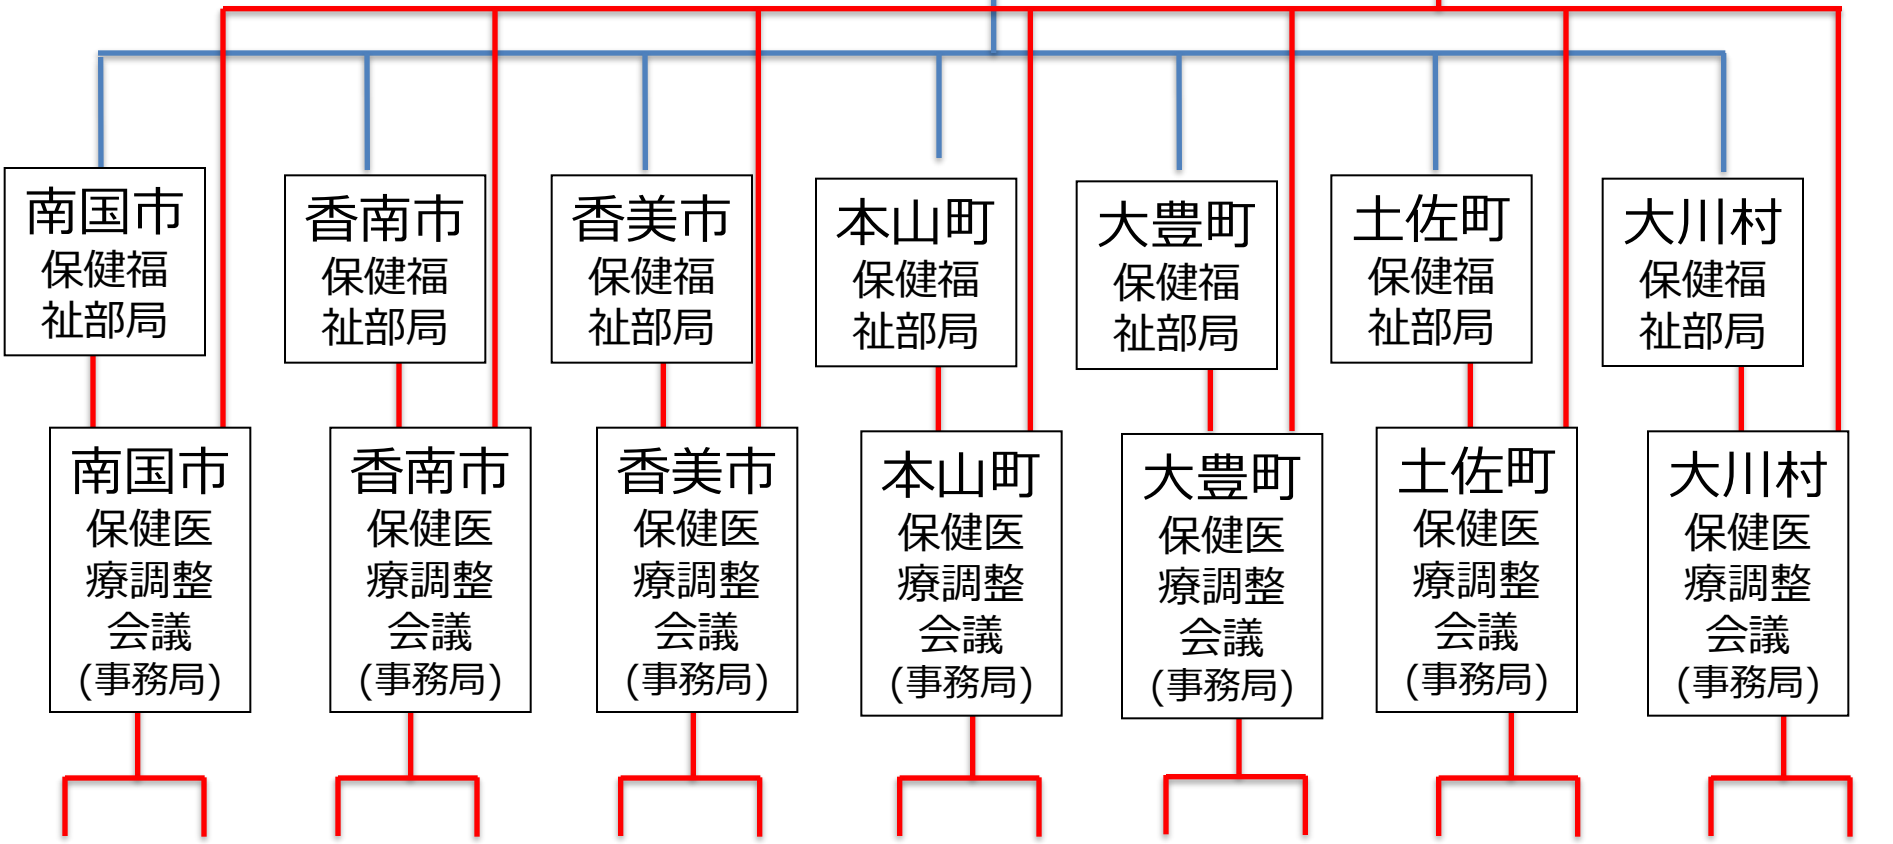 南国市
保健福
祉部局
香南市
保健福
祉部局
香美市
保健福
祉部局
本山町
保健福
祉部局
大豊町
保健福
祉部局
土佐町
保健福
祉部局
大川村
保健福
祉部局
南国市
保健医
療調整
会議
(事務局)
香南市
保健医
療調整
会議
(事務局)
香美市
保健医
療調整
会議
(事務局)
本山町
保健医
療調整
会議
(事務局)
大豊町
保健医
療調整
会議
(事務局)
土佐町
保健医
療調整
会議
(事務局)
大川村
保健医
療調整
会議
(事務局)